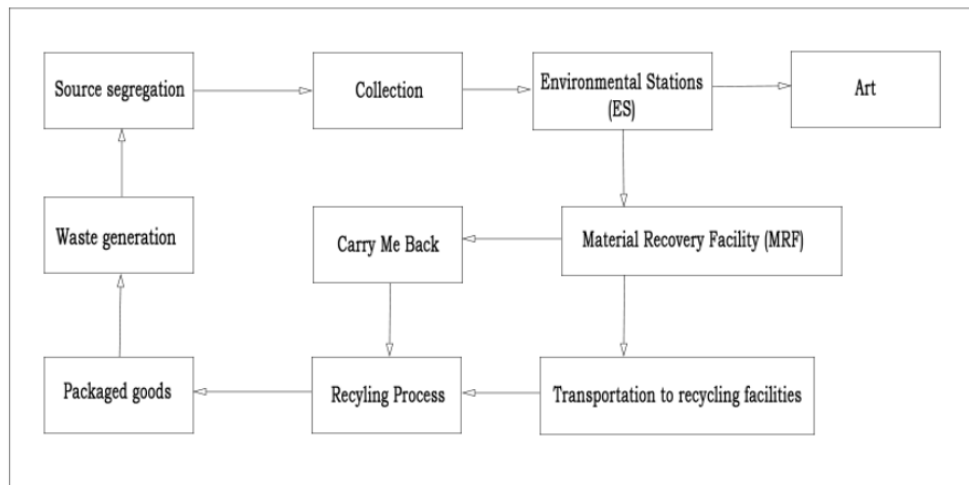 Source segregation
Collection
Environmental Stations
(ES)
Art
Waste generation
Carry Me Back
Material Recovery Facility (MRF)
Packaged goods
Recyling Process
Transportation to recycling facilities